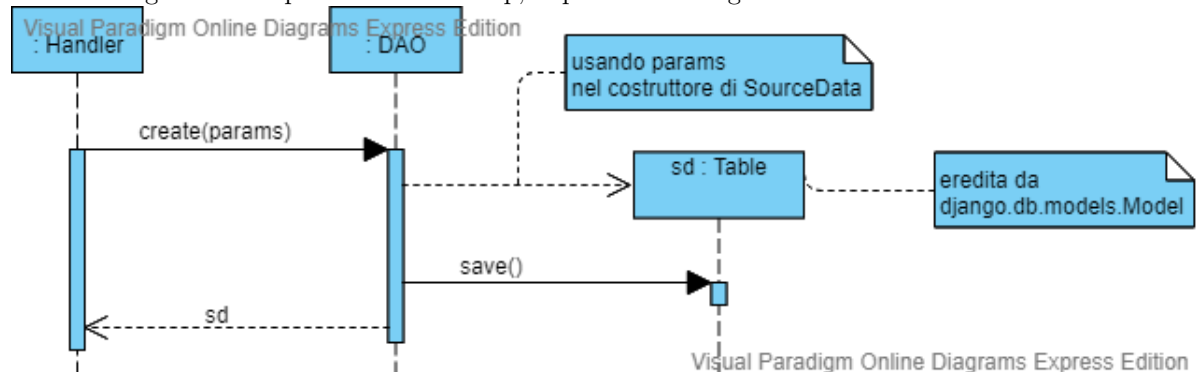 Visual Paradigm Online Diagrams Express Edition
: Handler
: DAO
usando params
nel costruttore di SourceData
create(params)
sd : Table
eredita da
django.db.models.Model
save()
sd
Visual Paradigm Online Diagrams Express Edition